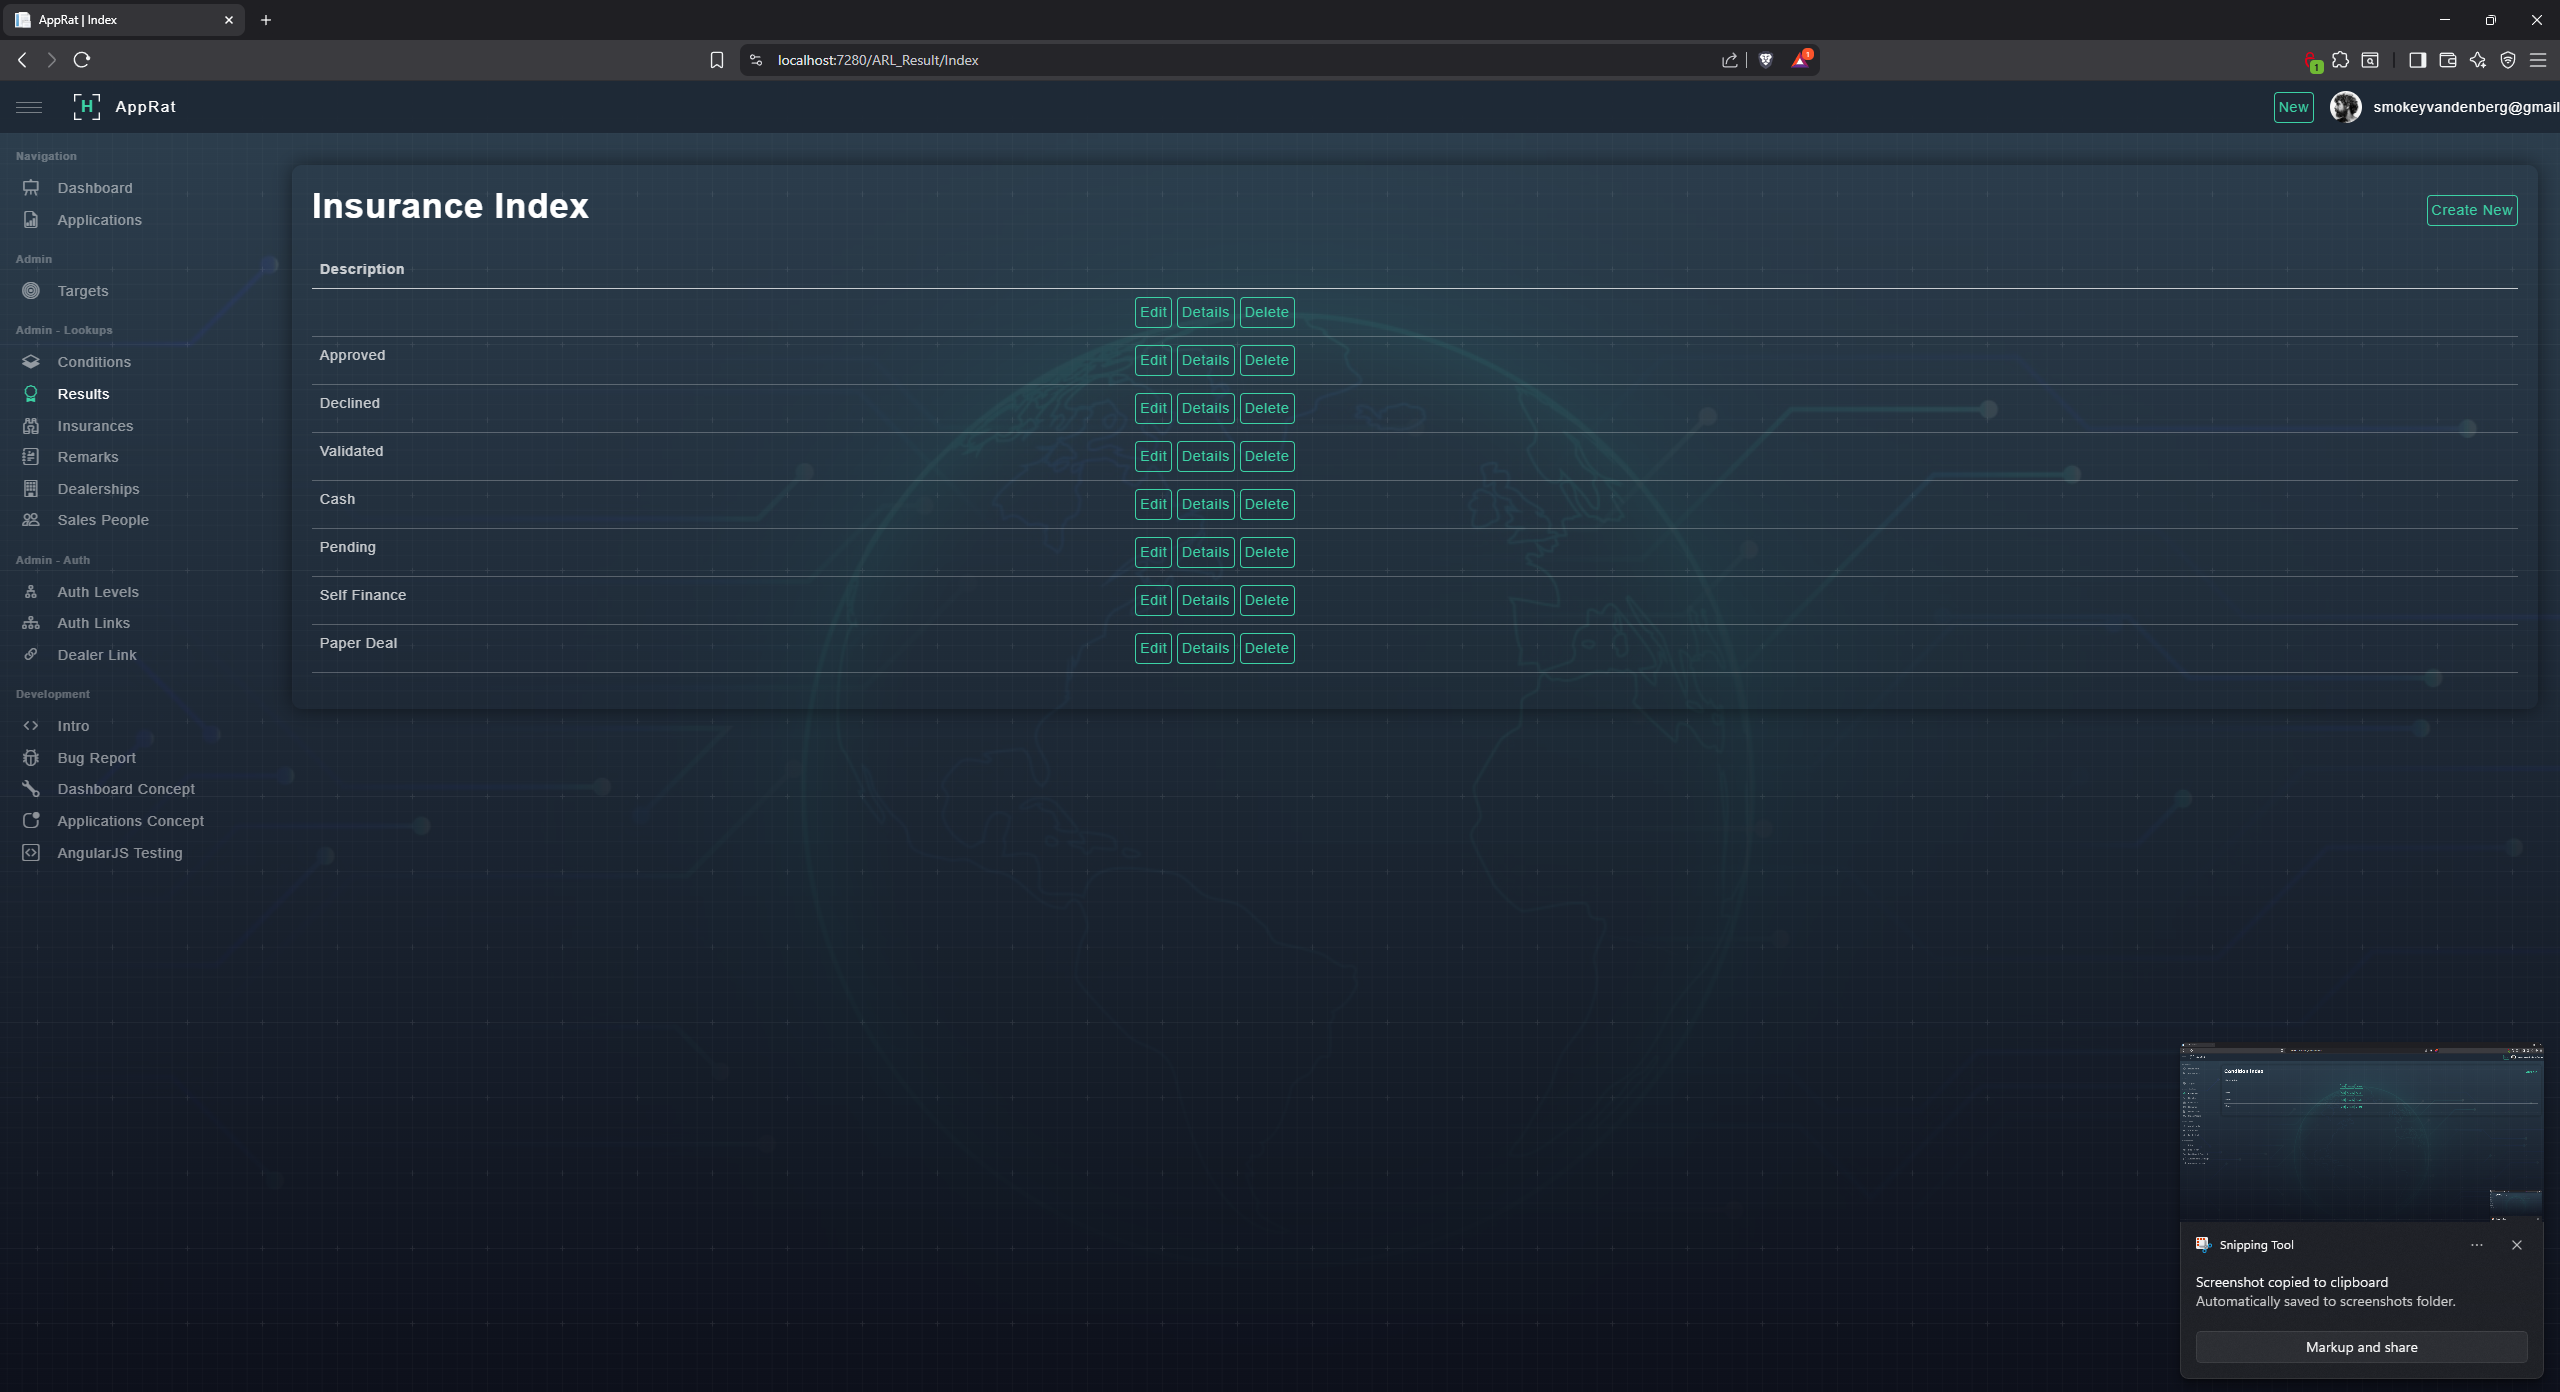 AppRat | Index
localhost:7280/ARL_Result/Index
1
1
H AppRat
New
smokeyvandenberg@gmail
Navigation
Dashboard
Applications
Admin
Targets
Admin - Lookups
Conditions
Results
Insurances
Remarks
Dealerships
Sales People
Admin - Auth
Auth Levels
Auth Links
Dealer Link
Development
Intro
Bug Report
Dashboard Concept
Applications Concept
AngularJS Testing
Insurance Index
Create New
Description
Edit Details Delete
Approved Edit Details Delete
Declined Edit Details Delete
Validated Edit Details Delete
Cash Edit Details Delete
Pending Edit Details Delete
Self Finance Edit Details Delete
Paper Deal Edit Details Delete
Condition Index
Snipping Tool
Screenshot copied to clipboard
Automatically saved to screenshots folder.
Markup and share